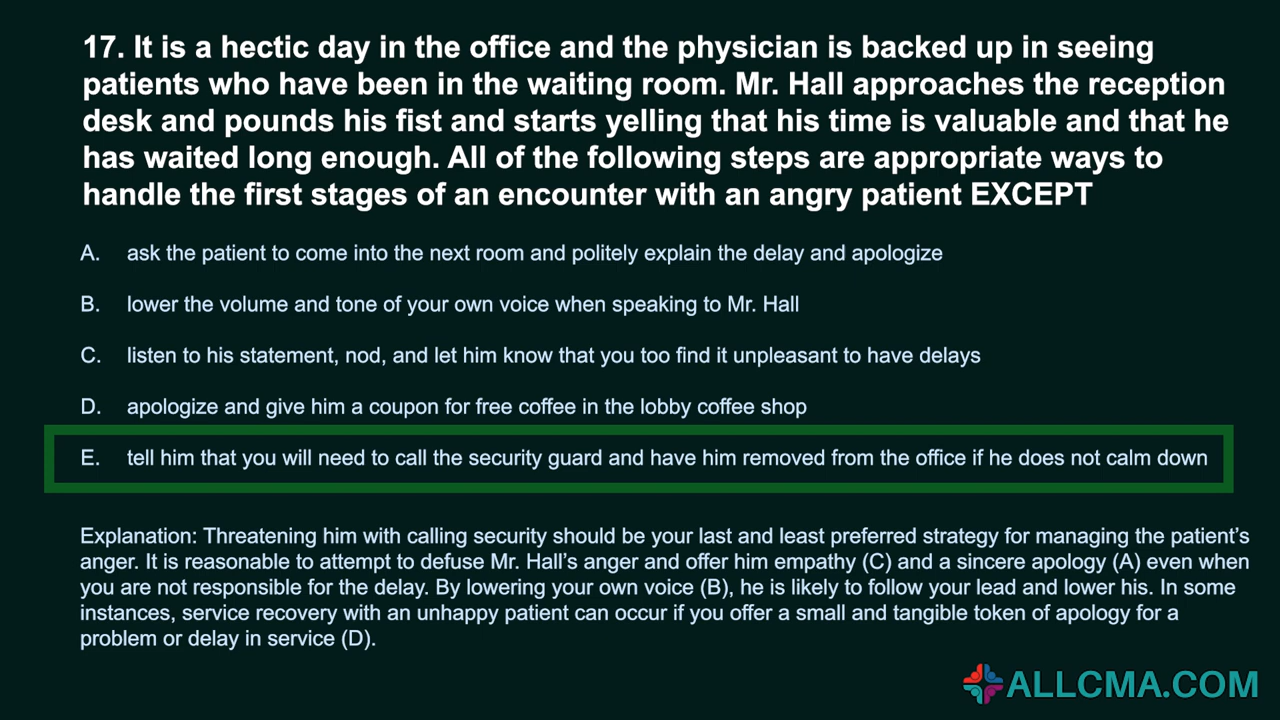 17. It is a hectic day in the office and the physician is backed up in seeing
patients who have been in the waiting room. Mr. Hall approaches the reception
desk and pounds his fist and starts yelling that his time is valuable and that he
has waited long enough. All of the following steps are appropriate ways to
handle the first stages of an encounter with an angry patient EXCEPT
A. ask the patient to come into the next room and politely explain the delay and apologize
B. lower the volume and tone of your own voice when speaking to Mr. Hall
C. listen to his statement, nod, and let him know that you too find it unpleasant to have delays
D. apologize and give him a coupon for free coffee in the lobby coffee shop
E. tell him that you will need to call the security guard and have him removed from the office if he does not calm down
Explanation: Threatening him with calling security should be your last and least preferred strategy for managing the patient's
anger. It is reasonable to attempt to defuse Mr. Hall's anger and offer him empathy (C) and a sincere apology (A) even when
you are not responsible for the delay. By lowering your own voice (B), he is likely to follow your lead and lower his. In some
instances, service recovery with an unhappy patient can occur if you offer a small and tangible token of apology for a
problem or delay in service (D).
ALLCMA.COM